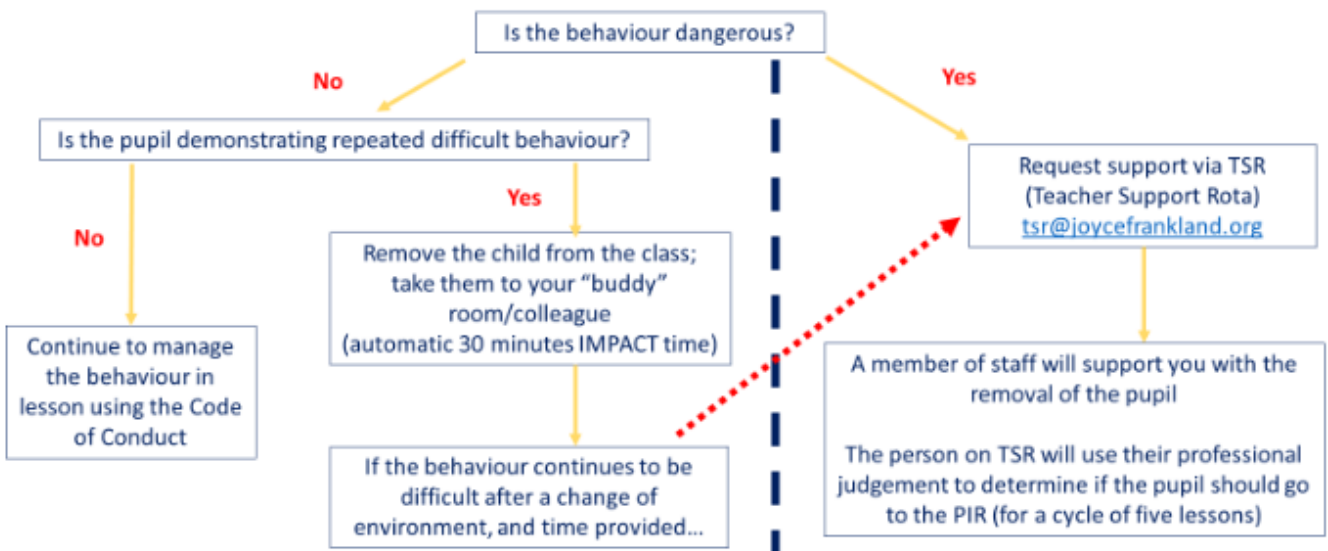 Is the behaviour dangerous?
No
Yes
Is the pupil demonstrating repeated difficult behaviour?
No
Yes
Request support via TSR
(Teacher Support Rota)
tsr@joycefrankland.org
Remove the child from the class;
take them to your “buddy”
room/colleague
(automatic 30 minutes IMPACT time)
Continue to manage
the behaviour in
lesson using the Code
of Conduct
If the behaviour continues to be
difficult after a change of
environment, and time provided…
A member of staff will support you with the
removal of the pupil
The person on TSR will use their professional
judgement to determine if the pupil should go
to the PIR (for a cycle of five lessons)